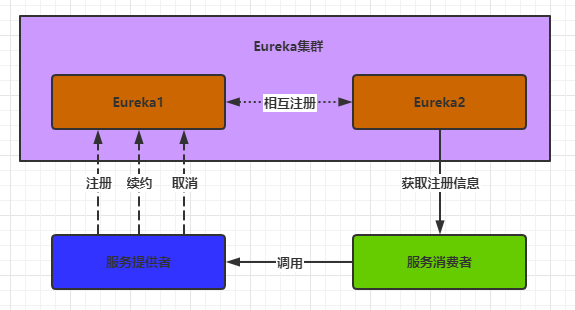 Eureka集群
Eureka1
相互注册
Eureka2
注册
续约
取消
获取注册信息
服务提供者
调用
服务消费者